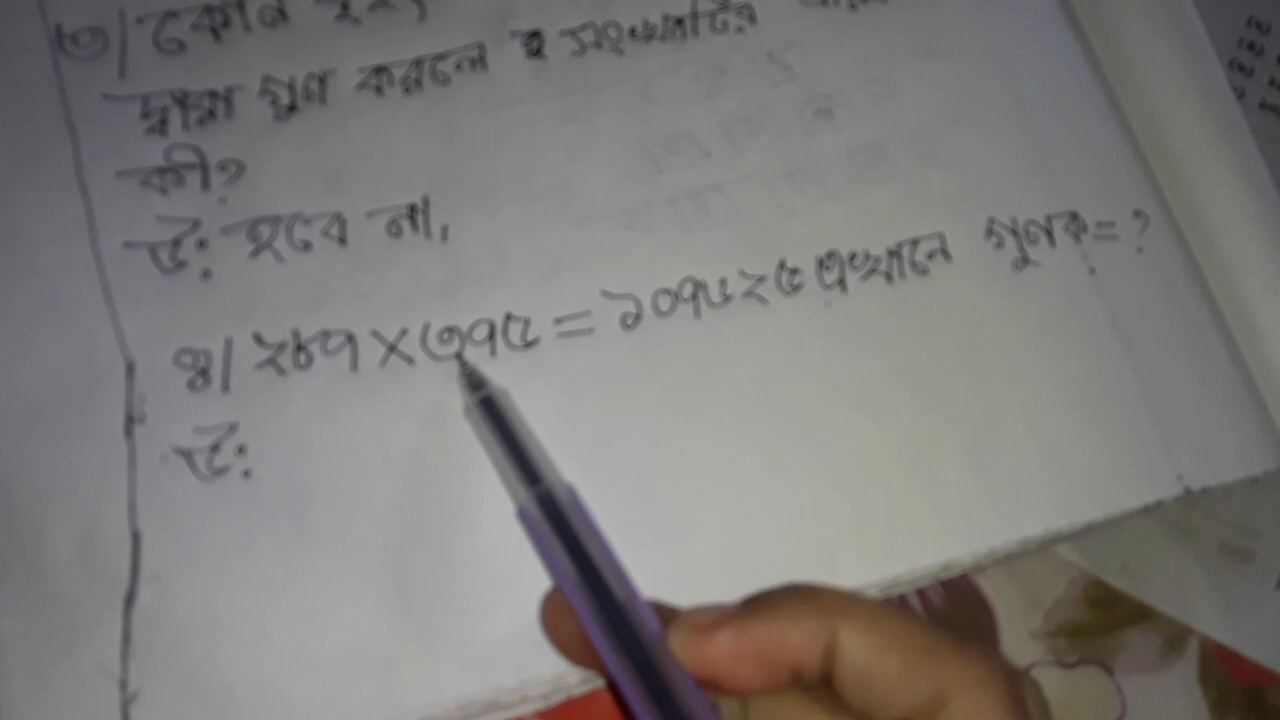 ৩। কোন
দ্বারা গুণ করলে সংখ্যাটির
কী?
উ: হবে না,
৪। ২৮৭×৩৭৫=১০৭৬২৫ এখানে গুণক=?
উ: